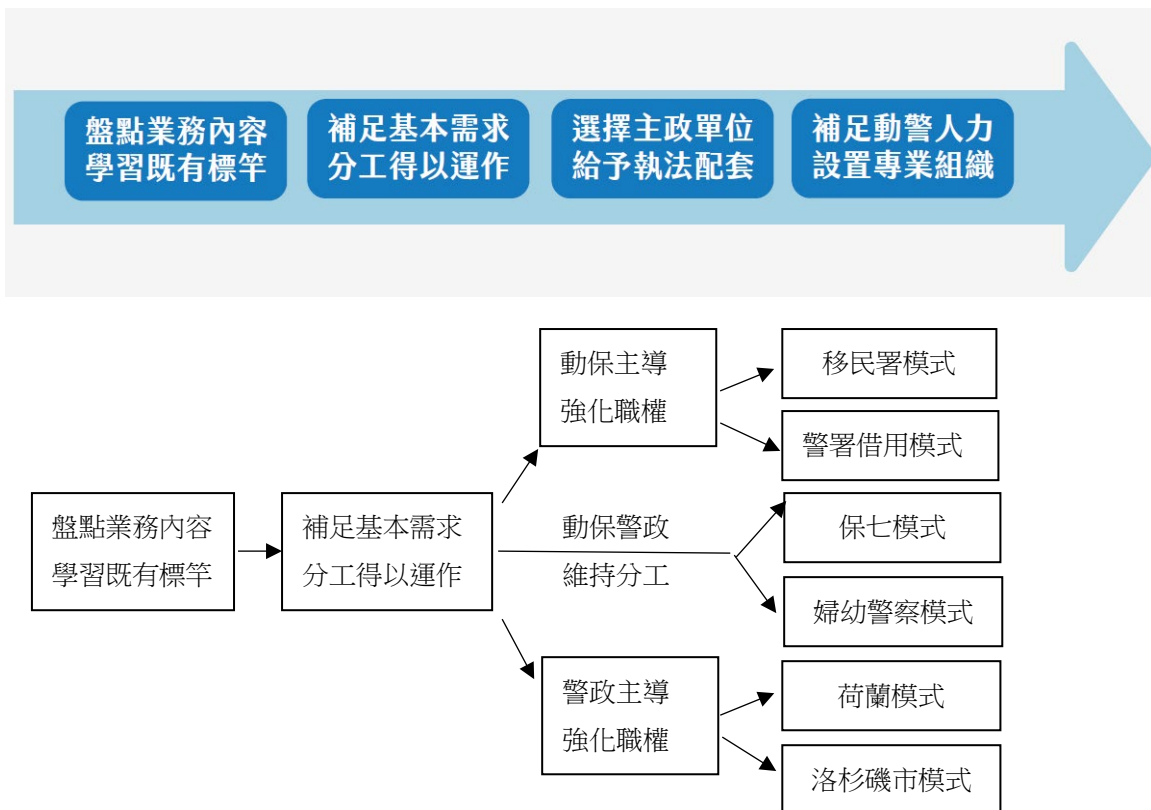 盤點業務內容
學習既有標竿
補足基本需求
分工得以運作
選擇主政單位
給予執法配套
補足動警人力
設置專業組織
盤點業務內容
學習既有標竿
補足基本需求
分工得以運作
動保主導
強化職權
移民署模式
警署借用模式
動保警政
維持分工
保七模式
婦幼警察模式
警政主導
強化職權
荷蘭模式
洛杉磯市模式